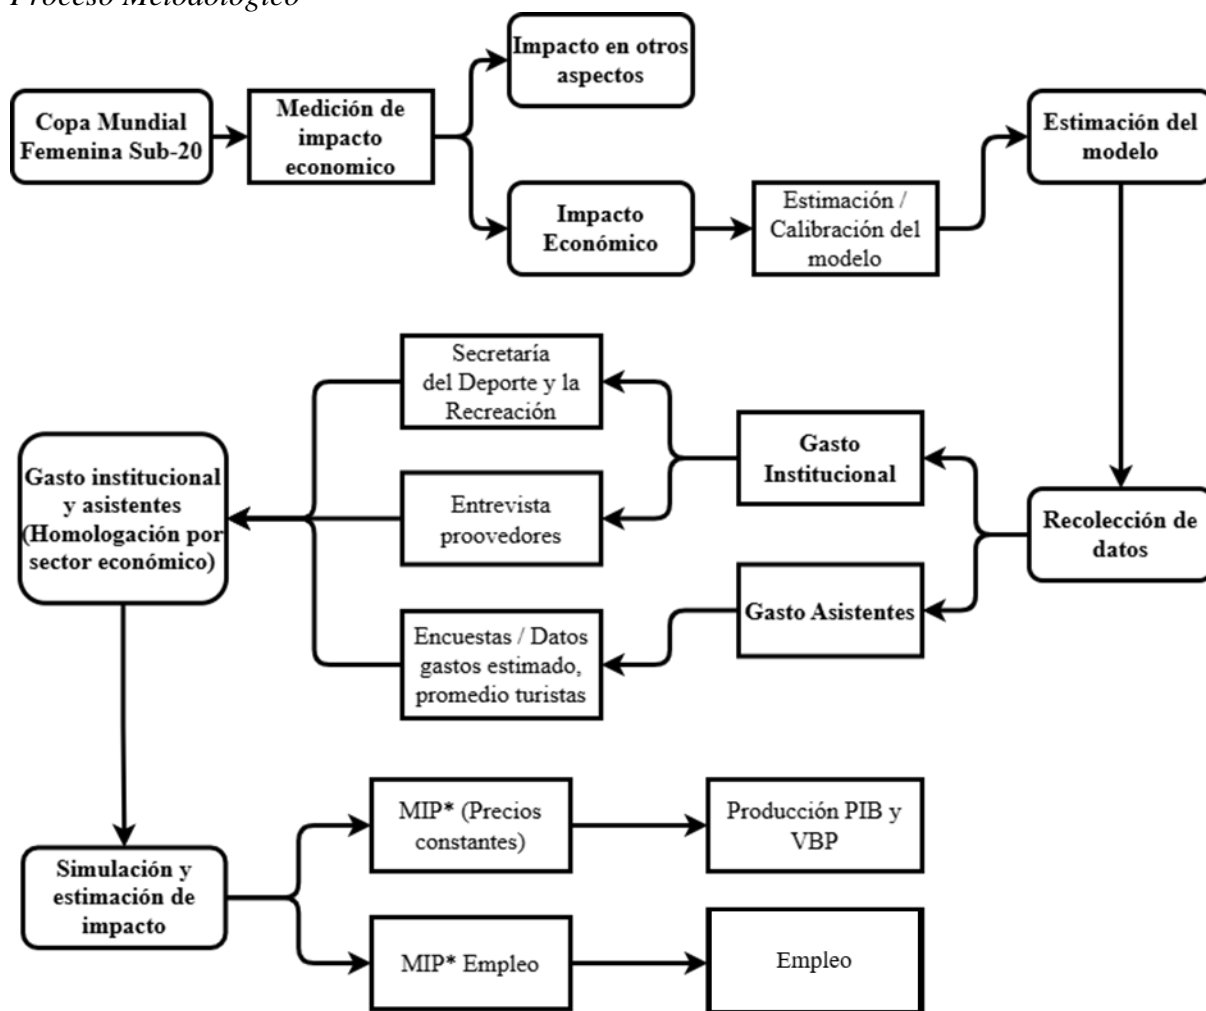 Proceso Metodológico
Impacto en otros
aspectos
Copa Mundial
Femenina Sub-20
Medición de
impacto
economico
Estimación del
modelo
Impacto
Económico
Estimación /
Calibración del
modelo
Secretaría
del Deporte y la
Recreación
Gasto
Institucional
Gasto institucional
y asistentes
(Homologación por
sector económico)
Entrevista
proovedores
Recolección de
datos
Gasto Asistentes
Encuestas / Datos
gastos estimado,
promedio turistas
MIP* (Precios
constantes)
Producción PIB y
VBP
Simulación y
estimación de
impacto
MIP* Empleo
Empleo